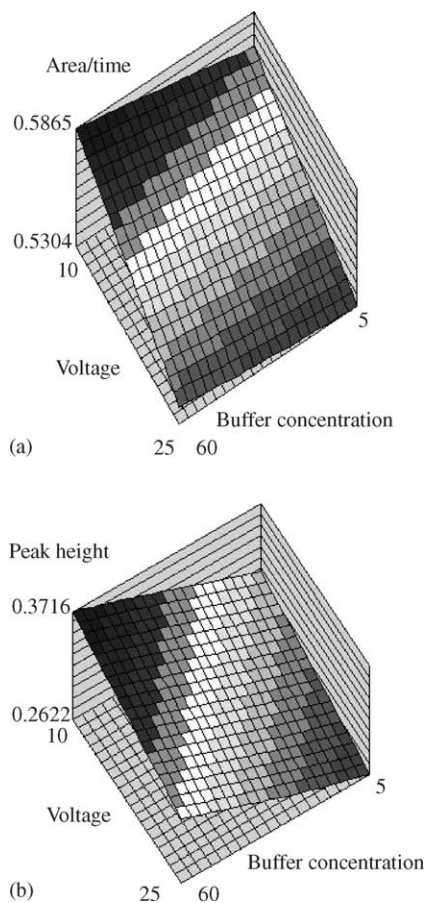 Area/time
0.5865
0.5304
10
5
Voltage
Buffer concentration
(a)
25 60
Peak height
0.3716
0.2622
10
5
Voltage
Buffer concentration
(b)
25 60